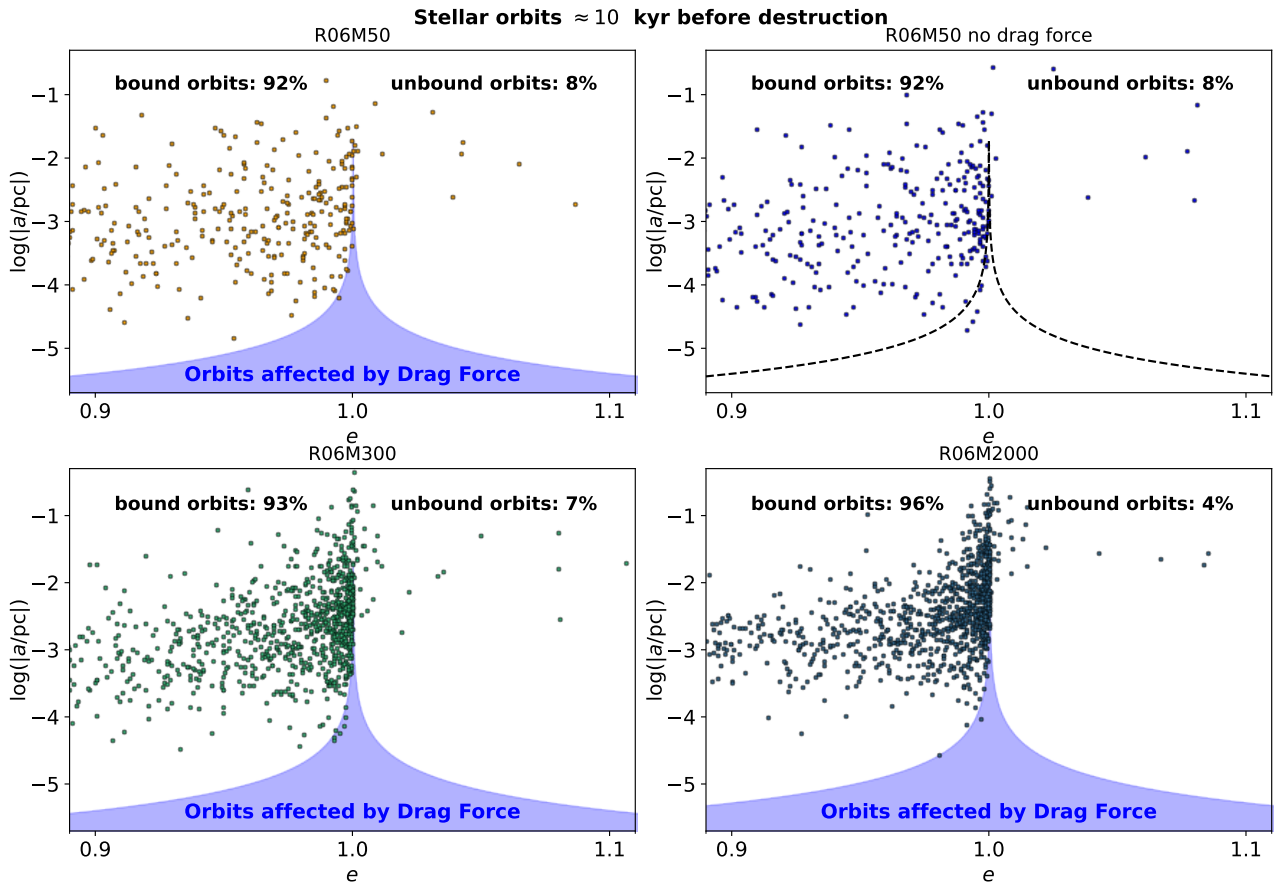 Stellar orbits ≈10 kyr before destruction
R06M50
bound orbits: 92%
unbound orbits: 8%
−1
−2
−3
−4
−5
log(|a/pc|)
Orbits affected by Drag Force
0.9
1.0
1.1
e
R06M50 no drag force
bound orbits: 92%
unbound orbits: 8%
−1
−2
−3
−4
−5
log(|a/pc|)
0.9
1.0
1.1
e
R06M300
bound orbits: 93%
unbound orbits: 7%
−1
−2
−3
−4
−5
log(|a/pc|)
Orbits affected by Drag Force
0.9
1.0
1.1
e
R06M2000
bound orbits: 96%
unbound orbits: 4%
−1
−2
−3
−4
−5
log(|a/pc|)
Orbits affected by Drag Force
0.9
1.0
1.1
e